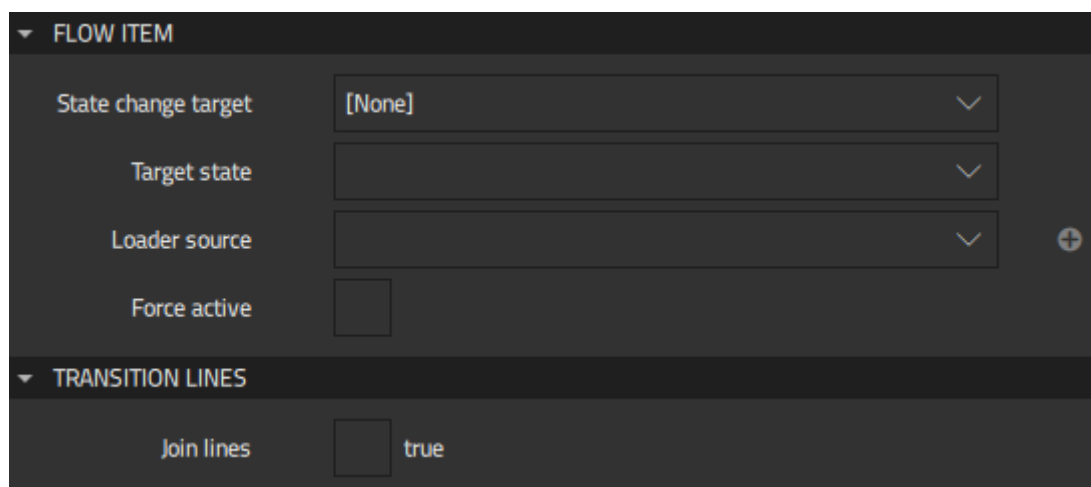 FLOW ITEM
State change target [None]
Target state
Loader source
Force active
TRANSITION LINES
Join lines true